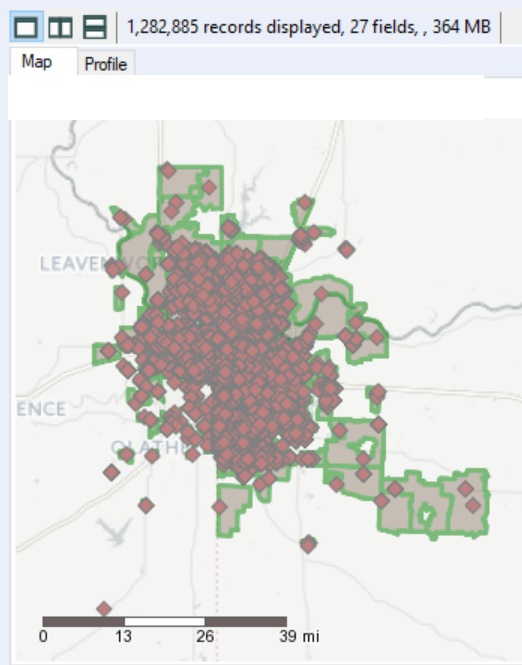 1,282,885 records displayed, 27 fields, , 364 MB
Map Profile
LEAVENWO
ENCE
OLATH
0 13 26 39 mi